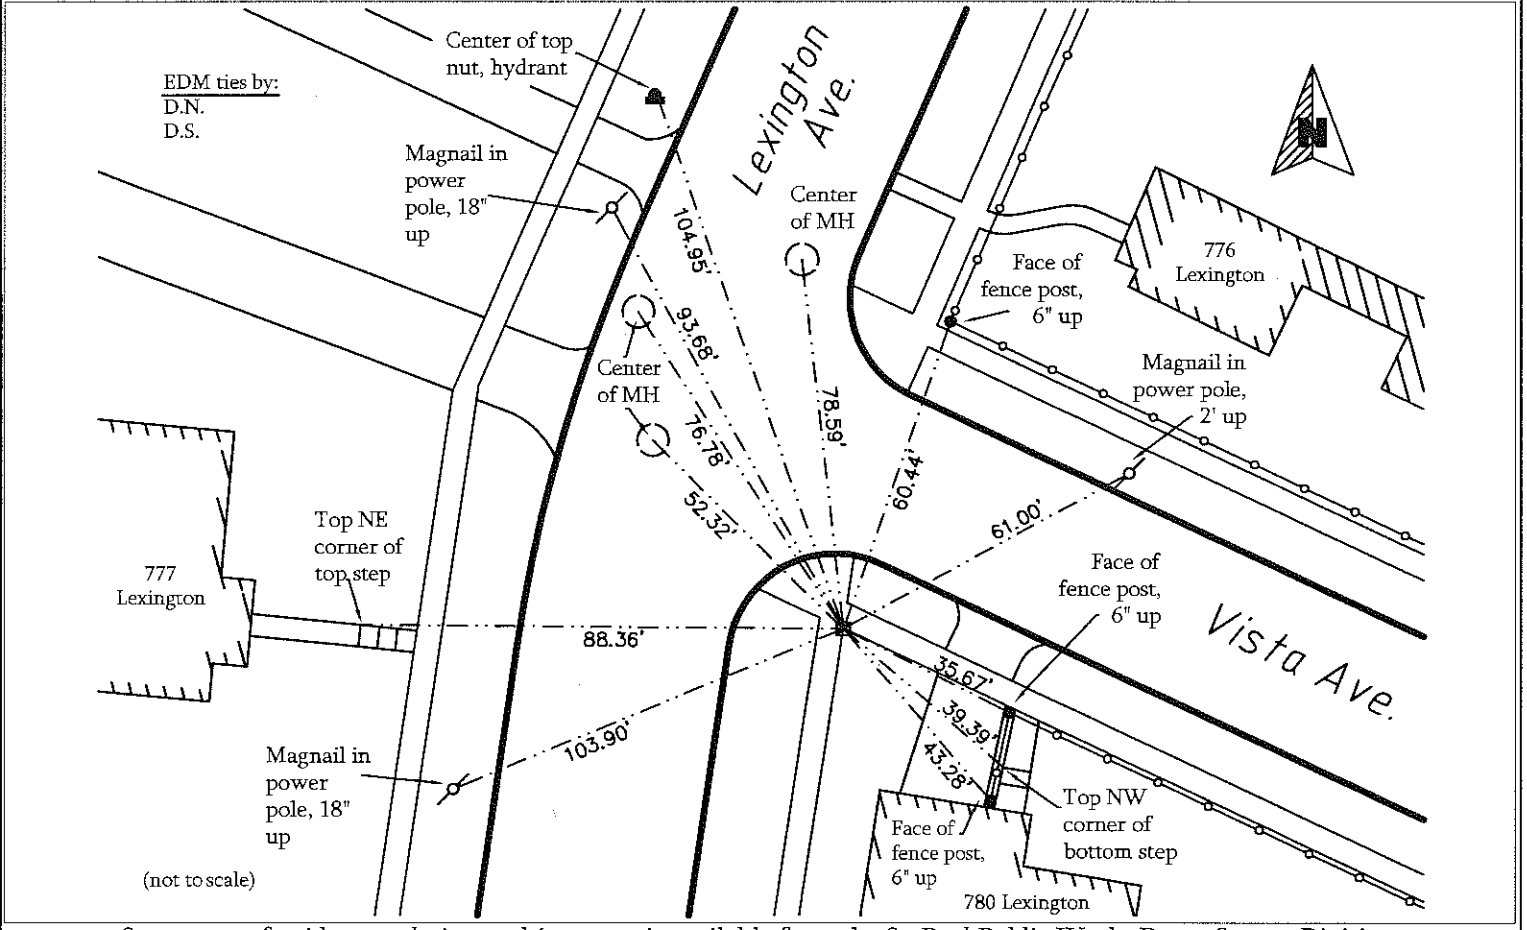 EDM ties by:
D.N.
D.S.
Center of top
nut, hydrant
Lexington
Ave.
N
Magnail in
power
pole, 18"
up
Center
of MH
776
Lexington
Face of
fence post,
6" up
Magnail in
power pole,
2' up
Center
of MH
104.95'
93.68'
76.78'
52.32'
78.59'
60.44'
61.00'
Top NE
corner of
top step
777
Lexington
88.36'
103.90'
Face of
fence post,
6" up
Vista Ave.
35.67'
39.39'
43.28'
Magnail in
power
pole, 18"
up
Top NW
corner of
bottom step
Face of
fence post,
6" up
780 Lexington
(not to scale)